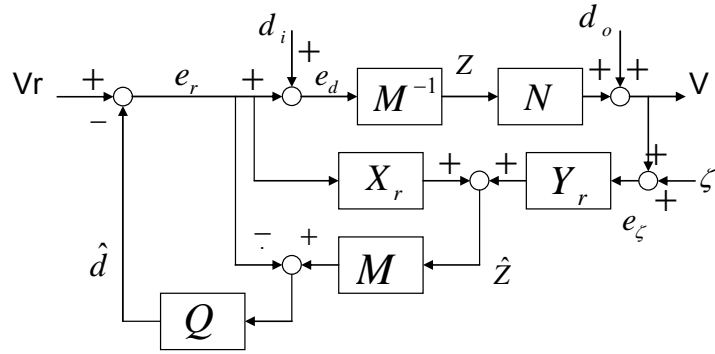 d_i d_o
Vr + − e_r + + e_d M^{-1} Z N + + V
X_r + + Y_r + + ζ
e_ζ
d̂ − + M Ẑ
Q